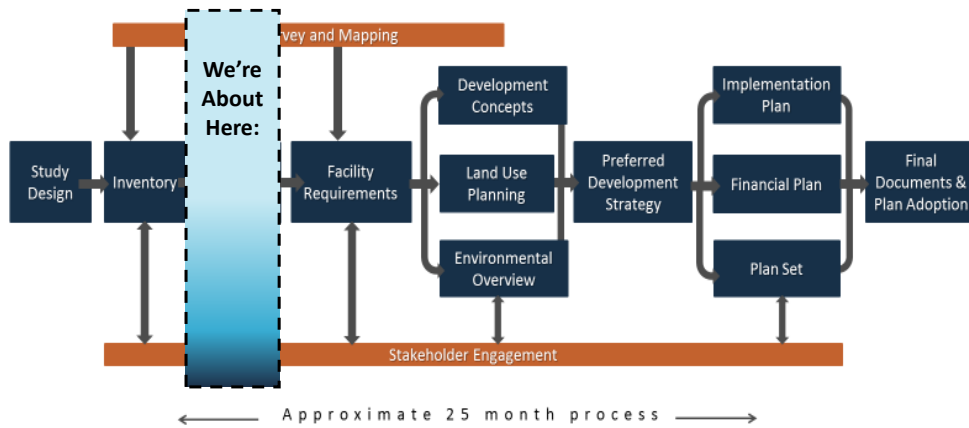 rvey and Mapping
We're
About
Here:
Study
Design
Inventory
Facility
Requirements
Development
Concepts
Land Use
Planning
Environmental
Overview
Preferred
Development
Strategy
Implementation
Plan
Financial Plan
Plan Set
Final
Documents &
Plan Adoption
Stakeholder Engagement
Approximate 25 month process